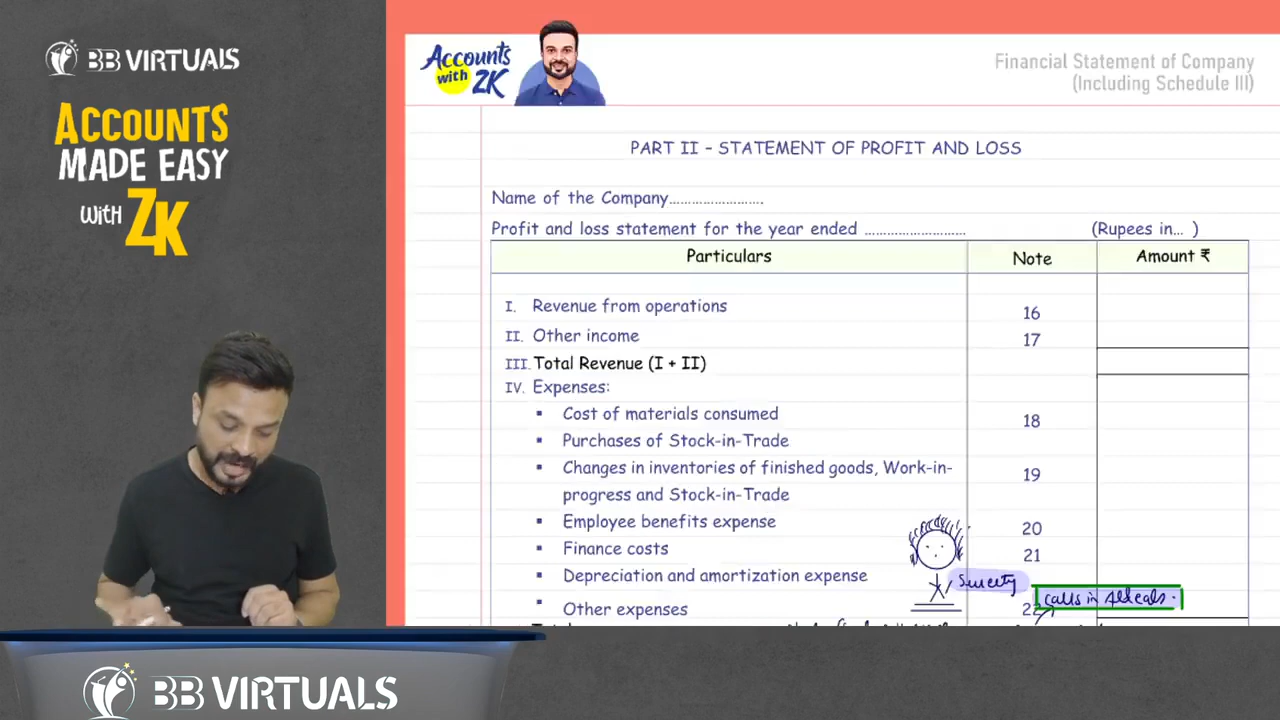 BB VIRTUALS
ACCOUNTS
MADE EASY
WITH ZK
Accounts
with ZK
Financial Statement of Company
(Including Schedule III)
PART II – STATEMENT OF PROFIT AND LOSS
Name of the Company.........................
Profit and loss statement for the year ended ........................... (Rupees in... )
Particulars Note Amount ₹
I. Revenue from operations 16
II. Other income 17
III. Total Revenue (I + II)
IV. Expenses:
▪ Cost of materials consumed 18
▪ Purchases of Stock-in-Trade
▪ Changes in inventories of finished goods, Work-in-
progress and Stock-in-Trade 19
▪ Employee benefits expense 20
▪ Finance costs 21
▪ Depreciation and amortization expense
▪ Other expenses 22
calls in
BB VIRTUALS